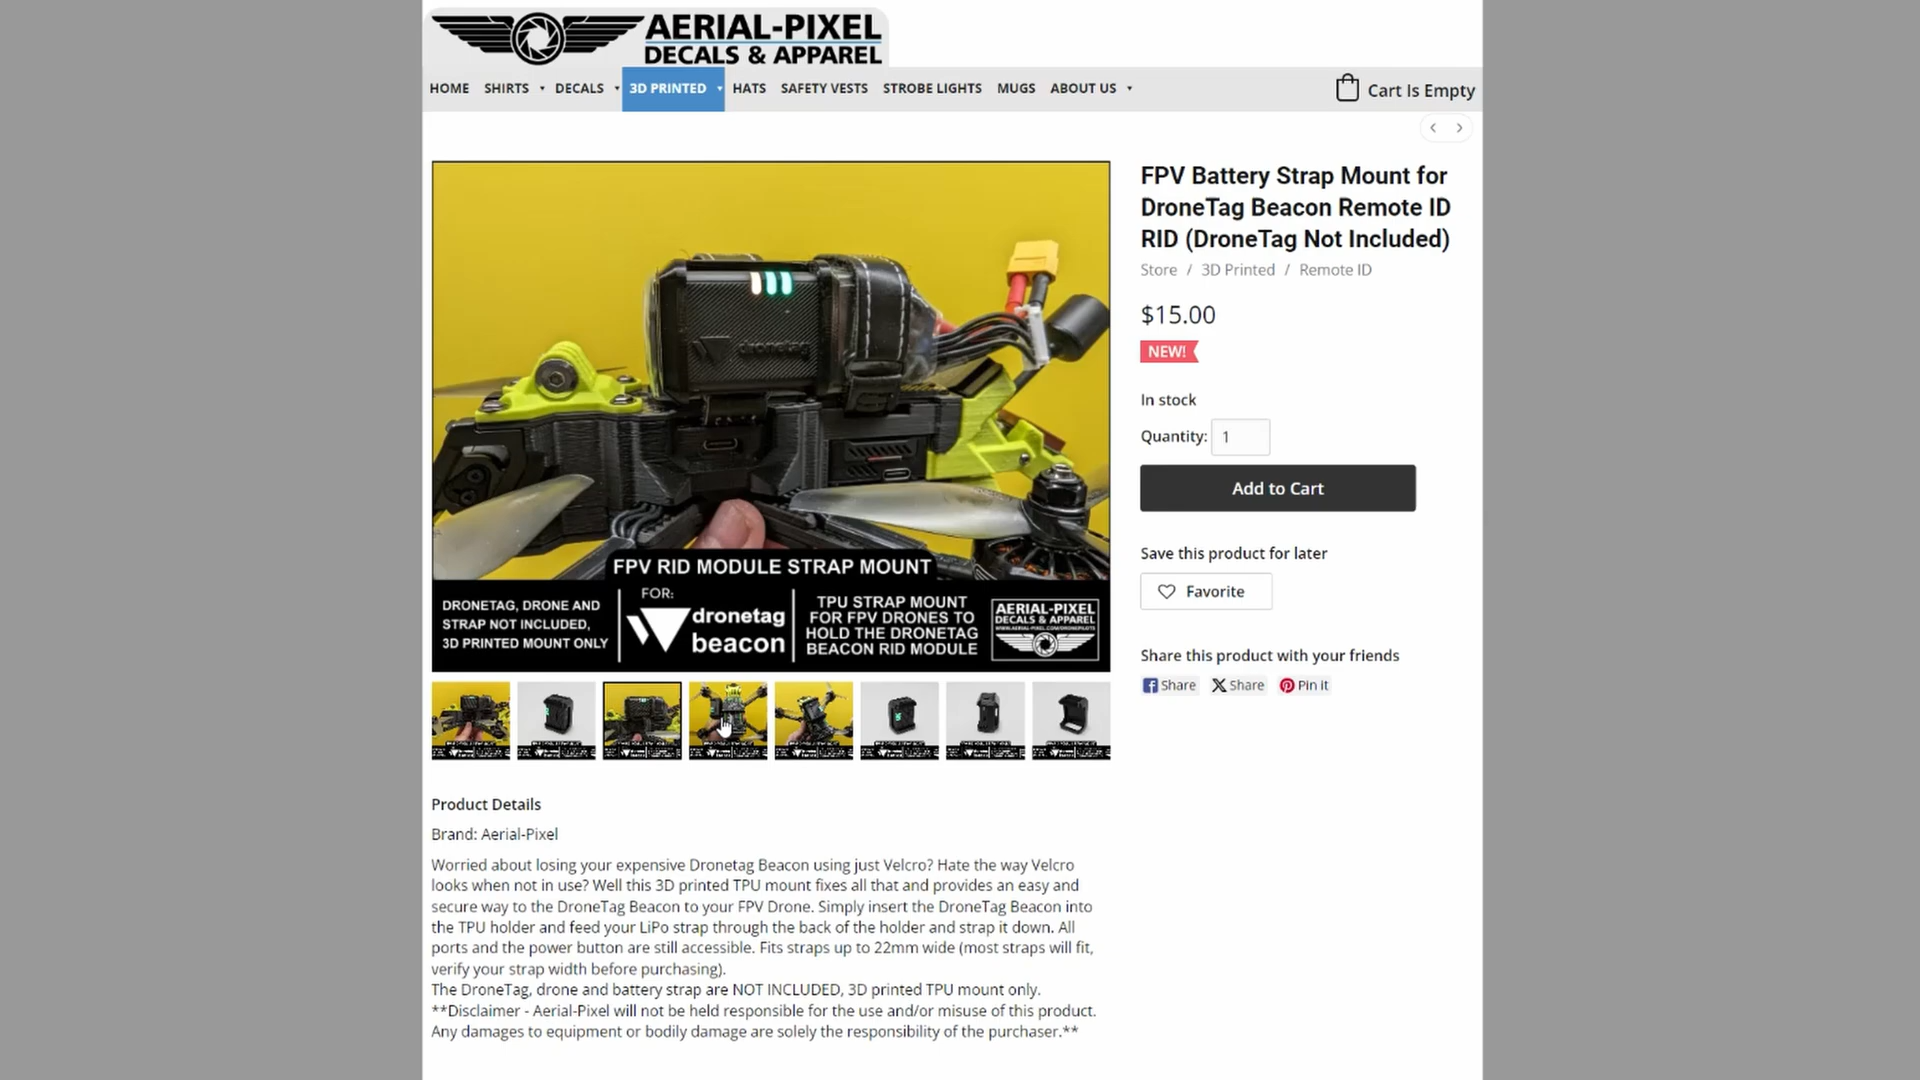 AERIAL-PIXEL
DECALS & APPAREL
HOME SHIRTS DECALS 3D PRINTED HATS SAFETY VESTS STROBE LIGHTS MUGS ABOUT US
Cart Is Empty
dronetag
FPV RID MODULE STRAP MOUNT
DRONETAG, DRONE AND
STRAP NOT INCLUDED,
3D PRINTED MOUNT ONLY
FOR:
dronetag
beacon
TPU STRAP MOUNT
FOR FPV DRONES TO
HOLD THE DRONETAG
BEACON RID MODULE
AERIAL-PIXEL
DECALS & APPAREL
FPV Battery Strap Mount for
DroneTag Beacon Remote ID
RID (DroneTag Not Included)
Store / 3D Printed / Remote ID
$15.00
NEW!
In stock
Quantity: 1
Add to Cart
Save this product for later
Favorite
Share this product with your friends
Share Share Pin it
Product Details
Brand: Aerial-Pixel
Worried about losing your expensive Dronetag Beacon using just Velcro? Hate the way Velcro
looks when not in use? Well this 3D printed TPU mount fixes all that and provides an easy and
secure way to the DroneTag Beacon to your FPV Drone. Simply insert the DroneTag Beacon into
the TPU holder and feed your LiPo strap through the back of the holder and strap it down. All
ports and the power button are still accessible. Fits straps up to 22mm wide (most straps will fit,
verify your strap width before purchasing).
The DroneTag, drone and battery strap are NOT INCLUDED, 3D printed TPU mount only.
**Disclaimer - Aerial-Pixel will not be held responsible for the use and/or misuse of this product.
Any damages to equipment or bodily damage are solely the responsibility of the purchaser.**